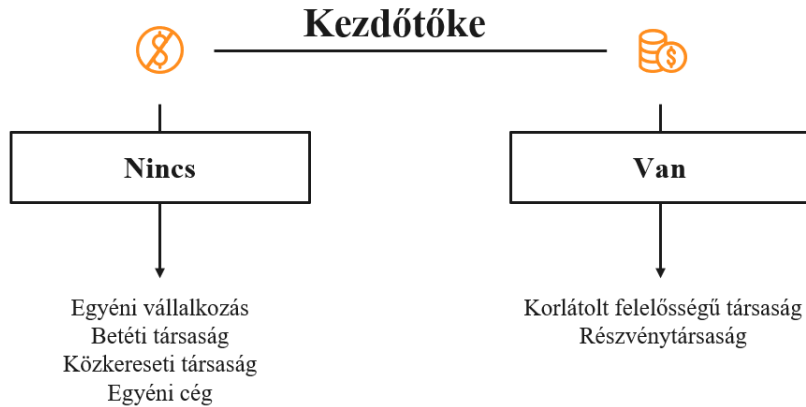 Kezdőtőke
Nincs
Van
Egyéni vállalkozás
Betéti társaság
Közkereseti társaság
Egyéni cég
Korlátolt felelősségű társaság
Részvénytársaság